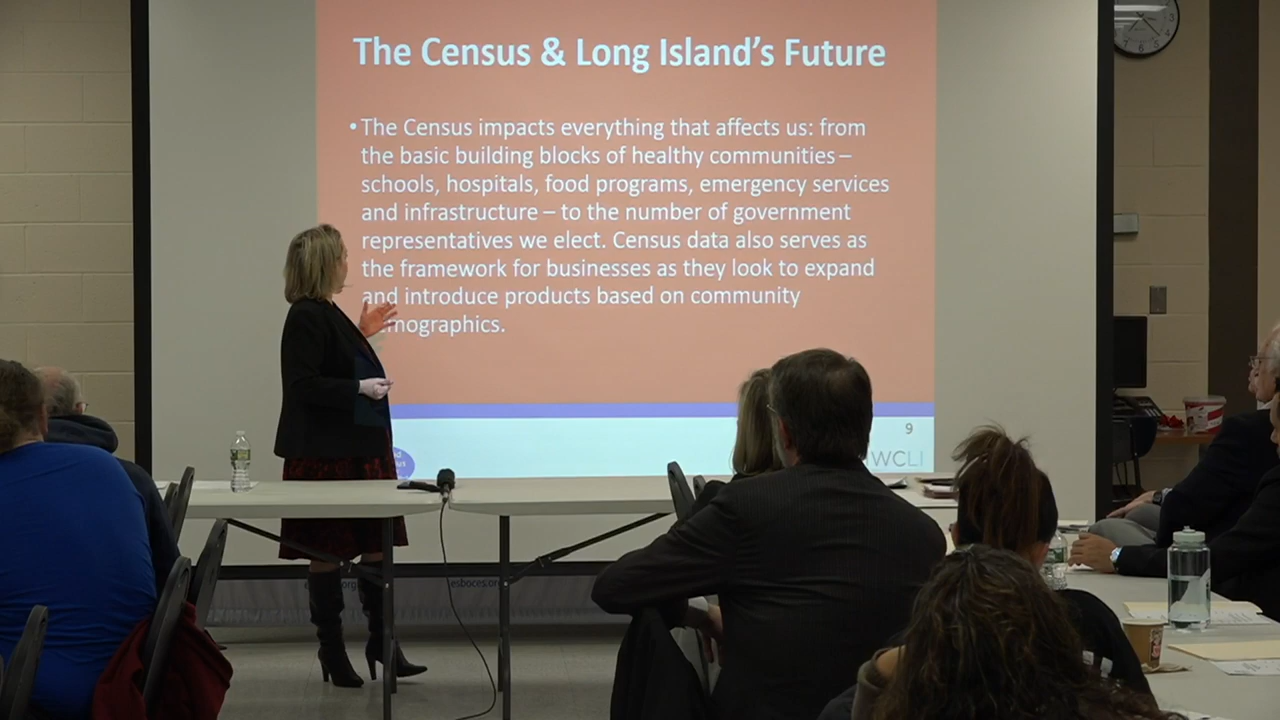 The Census & Long Island's Future
• The Census impacts everything that affects us: from
the basic building blocks of healthy communities –
schools, hospitals, food programs, emergency services
and infrastructure – to the number of government
representatives we elect. Census data also serves as
the framework for businesses as they look to expand
and introduce products based on community
mographics.
9
WCLI
esboces.org